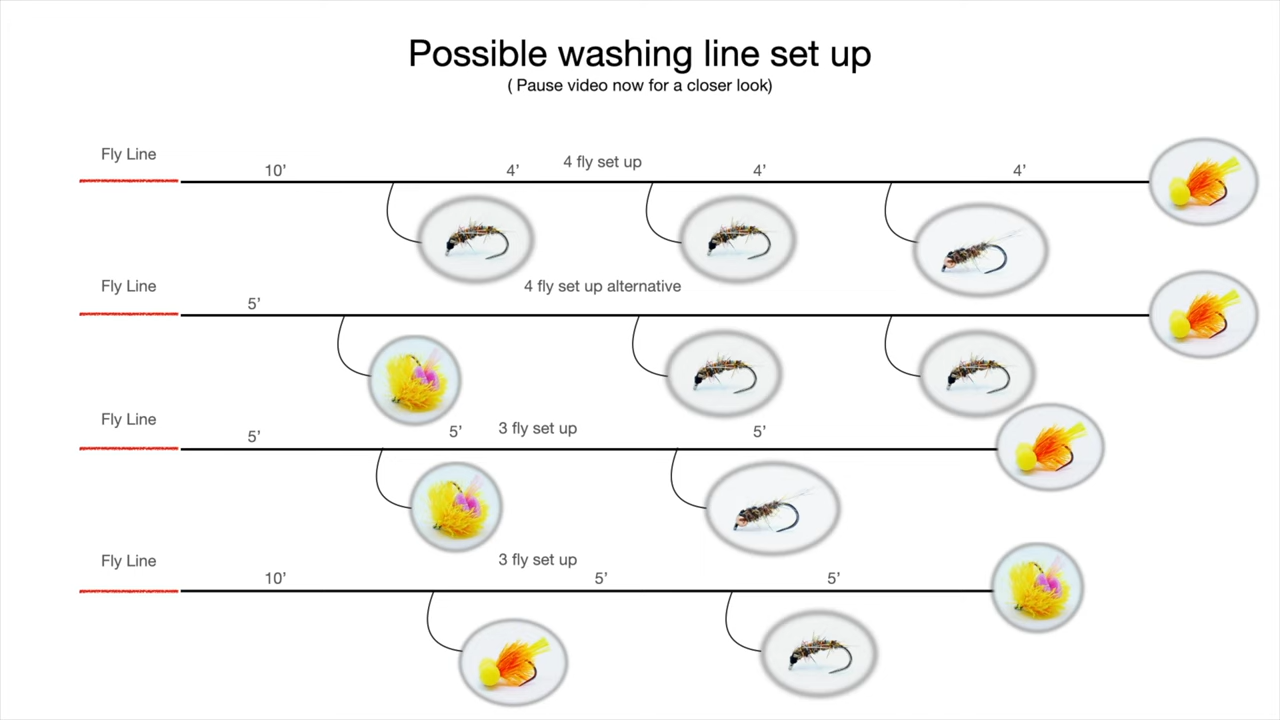 Possible washing line set up
( Pause video now for a closer look)
Fly Line
10’ 4’ 4 fly set up 4’ 4’
Fly Line
5’ 4 fly set up alternative
Fly Line
5’ 5’ 3 fly set up 5’
Fly Line
10’ 3 fly set up 5’ 5’